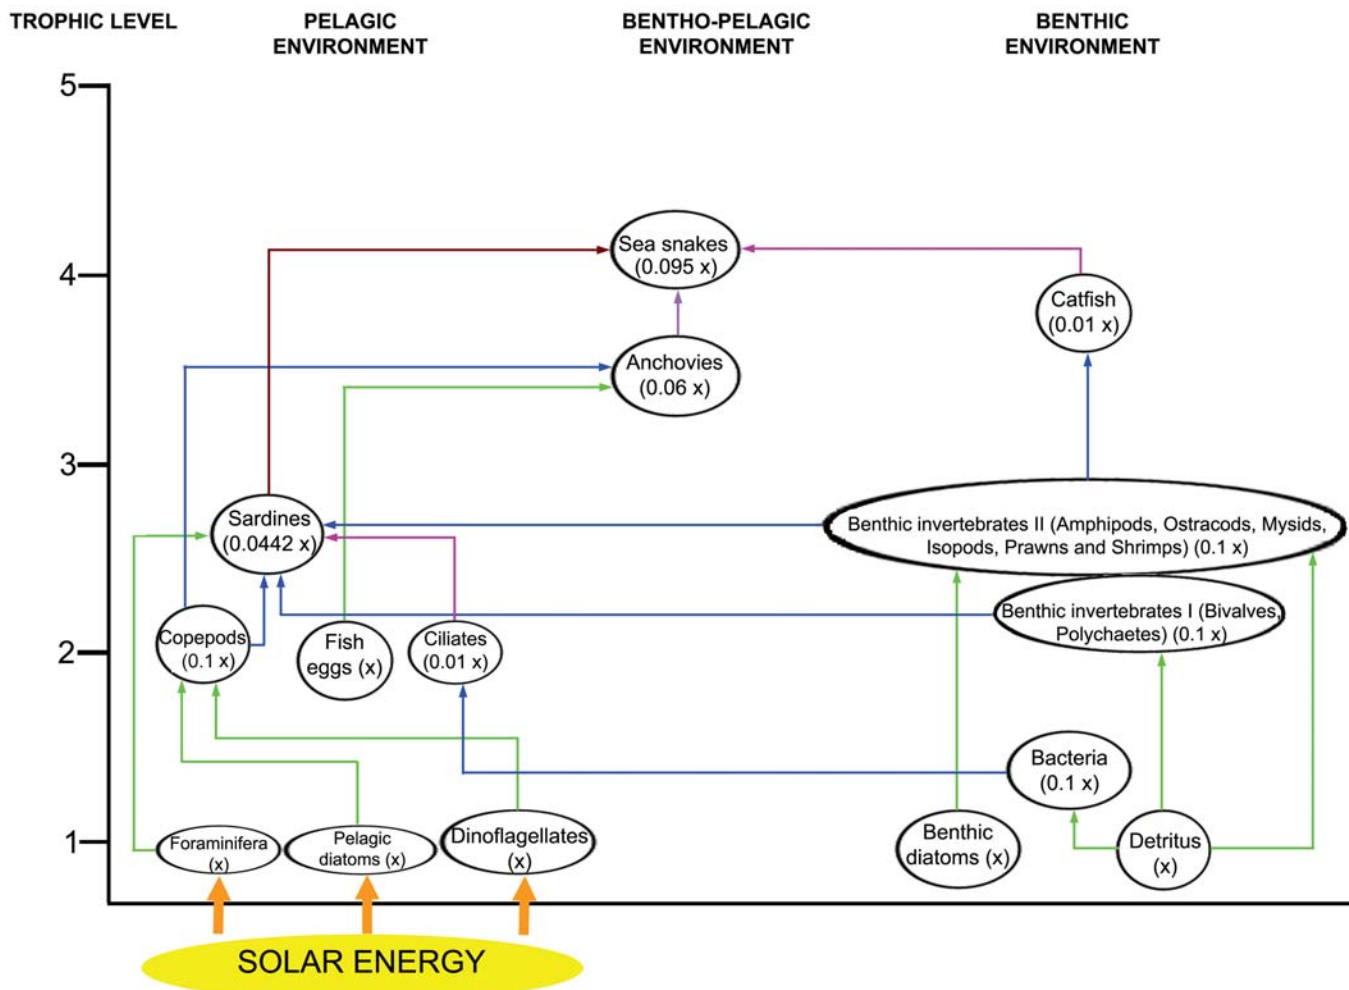 TROPHIC LEVEL
PELAGIC
ENVIRONMENT
BENTHO-PELAGIC
ENVIRONMENT
BENTHIC
ENVIRONMENT
5
4
3
2
1
Sea snakes
(0.095 x)
Catfish
(0.01 x)
Anchovies
(0.06 x)
Sardines
(0.0442 x)
Benthic invertebrates II (Amphipods, Ostracods, Mysids,
Isopods, Prawns and Shrimps) (0.1 x)
Benthic invertebrates I (Bivalves,
Polychaetes) (0.1 x)
Copepods
(0.1 x)
Fish
eggs (x)
Ciliates
(0.01 x)
Bacteria
(0.1 x)
Foraminifera
(x)
Pelagic
diatoms (x)
Dinoflagellates
(x)
Benthic
diatoms (x)
Detritus
(x)
SOLAR ENERGY